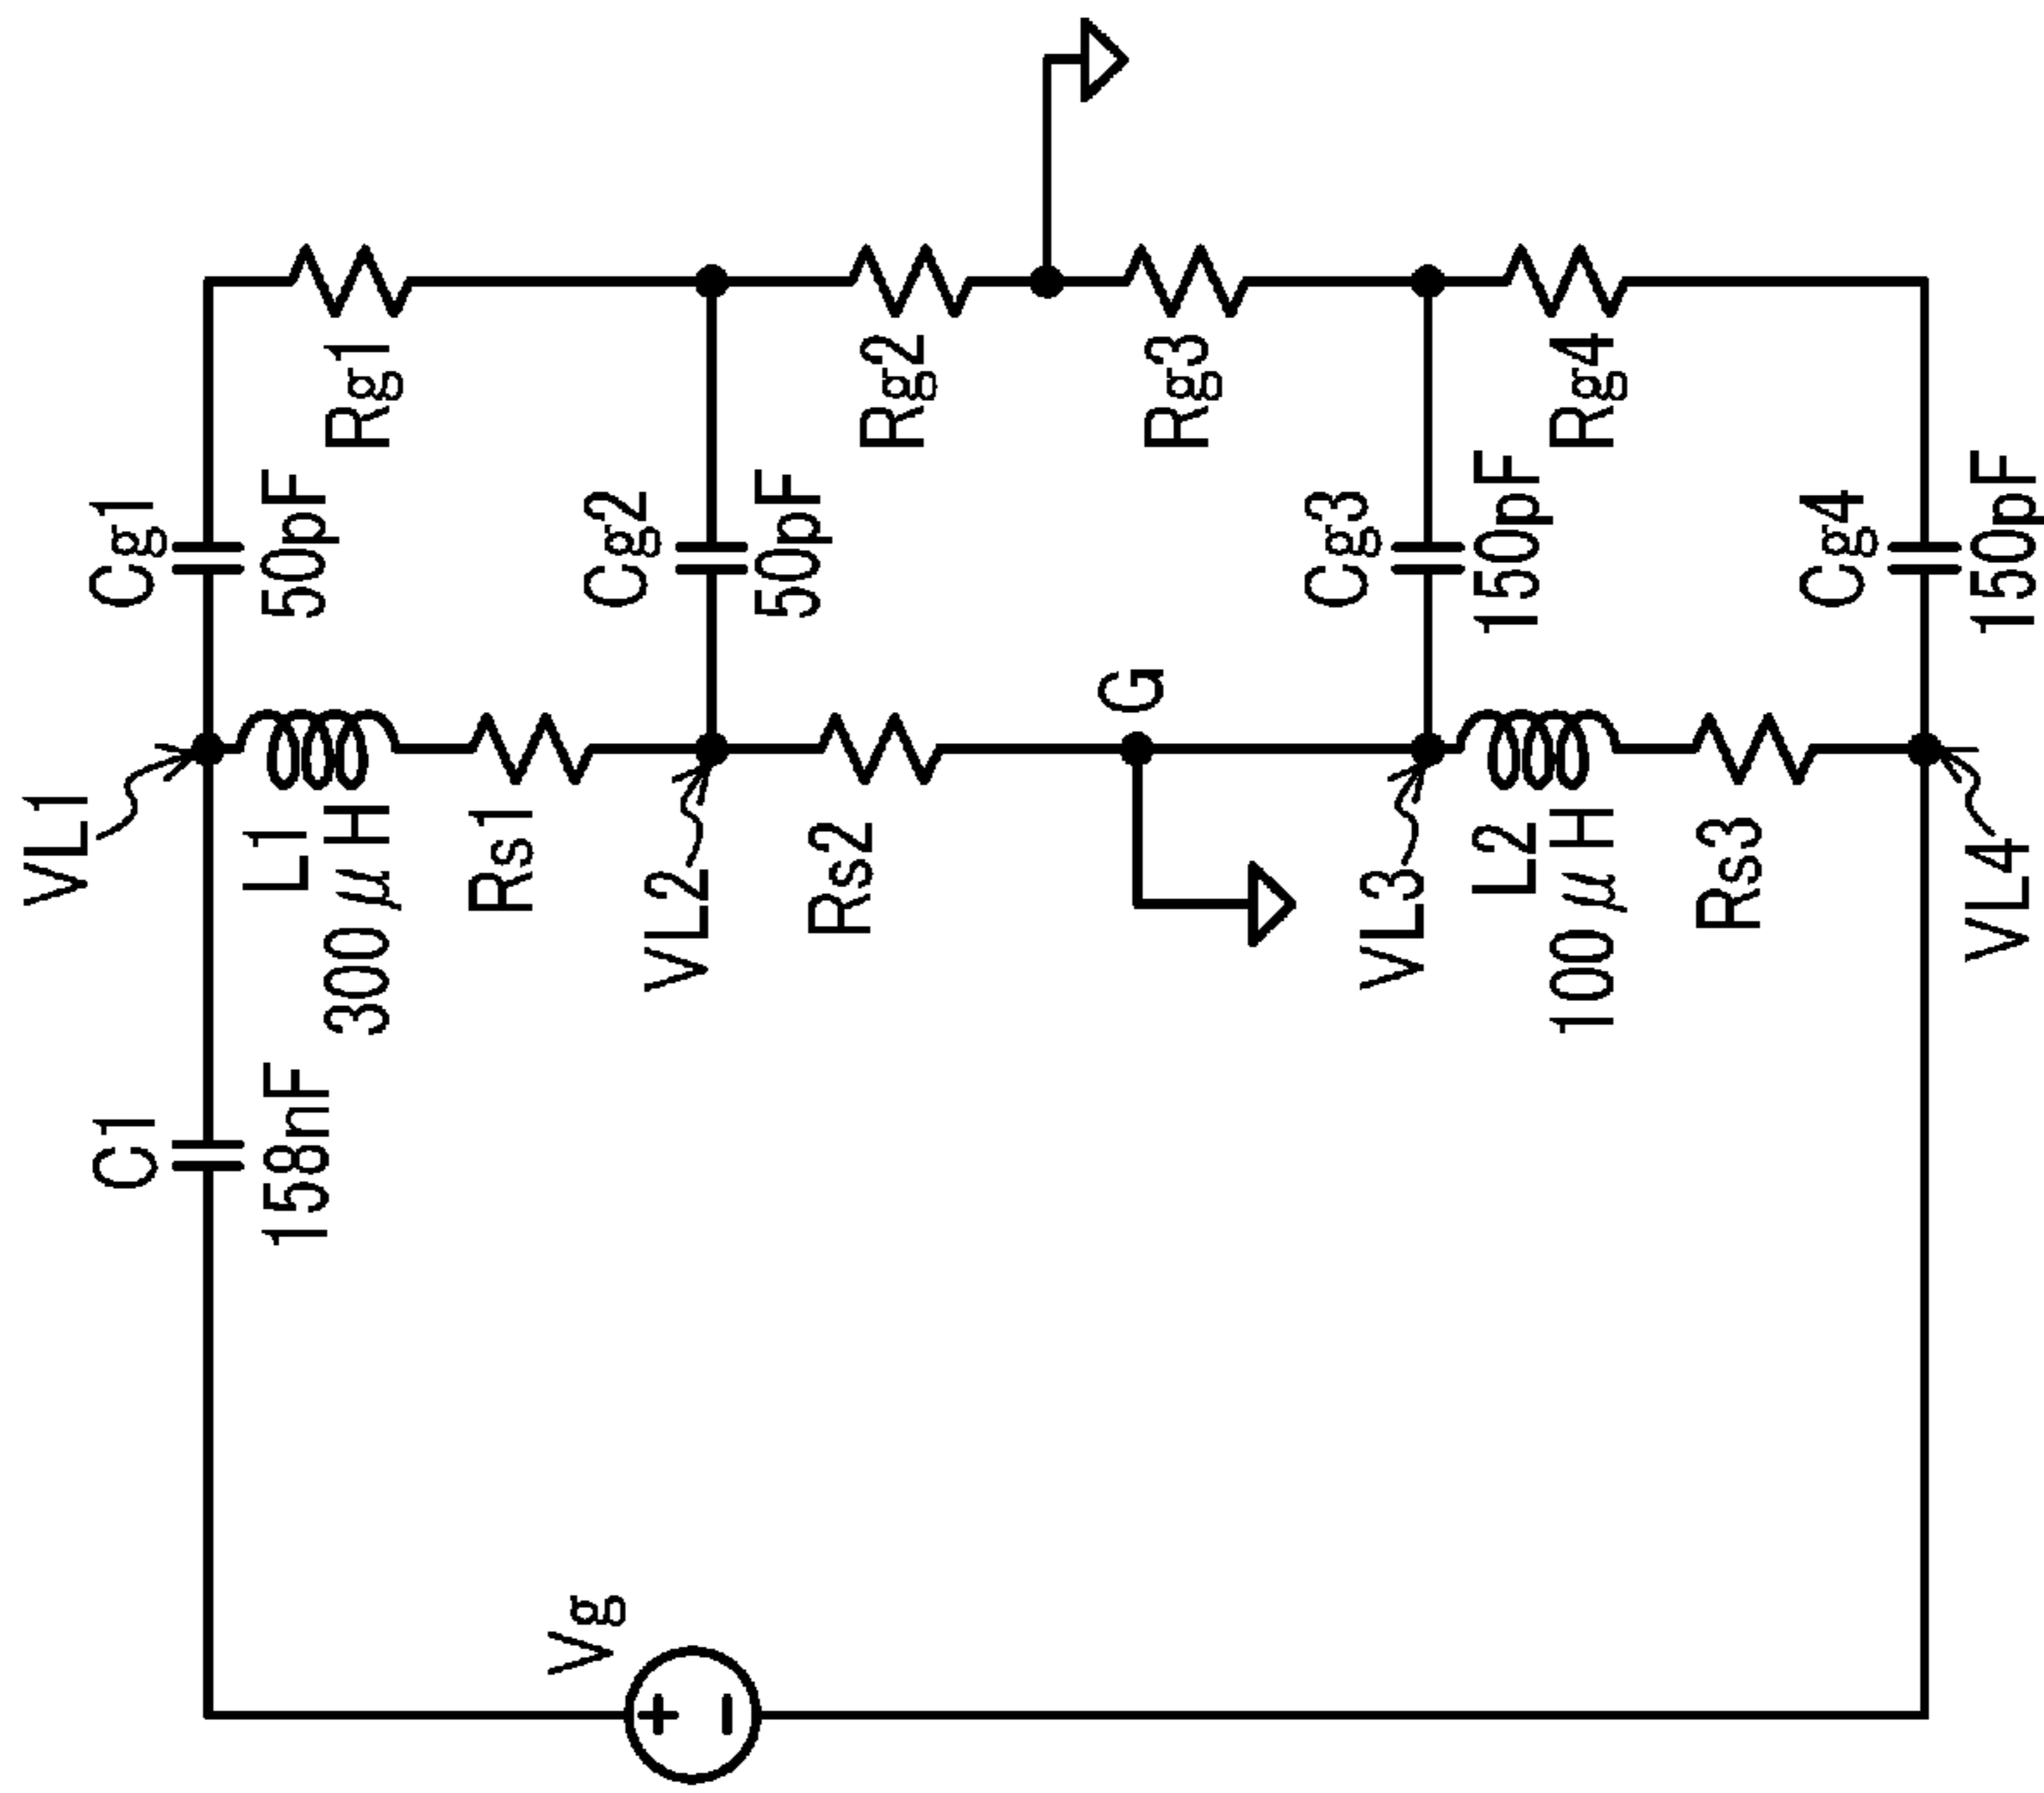 VL1
Cg1
50pF
Rg1
C1
158nF
L1
300μH
Rs1
VL2
Cg2
50pF
Rg2
Rs2
G
Vg
+
−
VL3
Cg3
150pF
Rg3
L2
100μH
Rs3
Rg4
VL4
Cg4
150pF